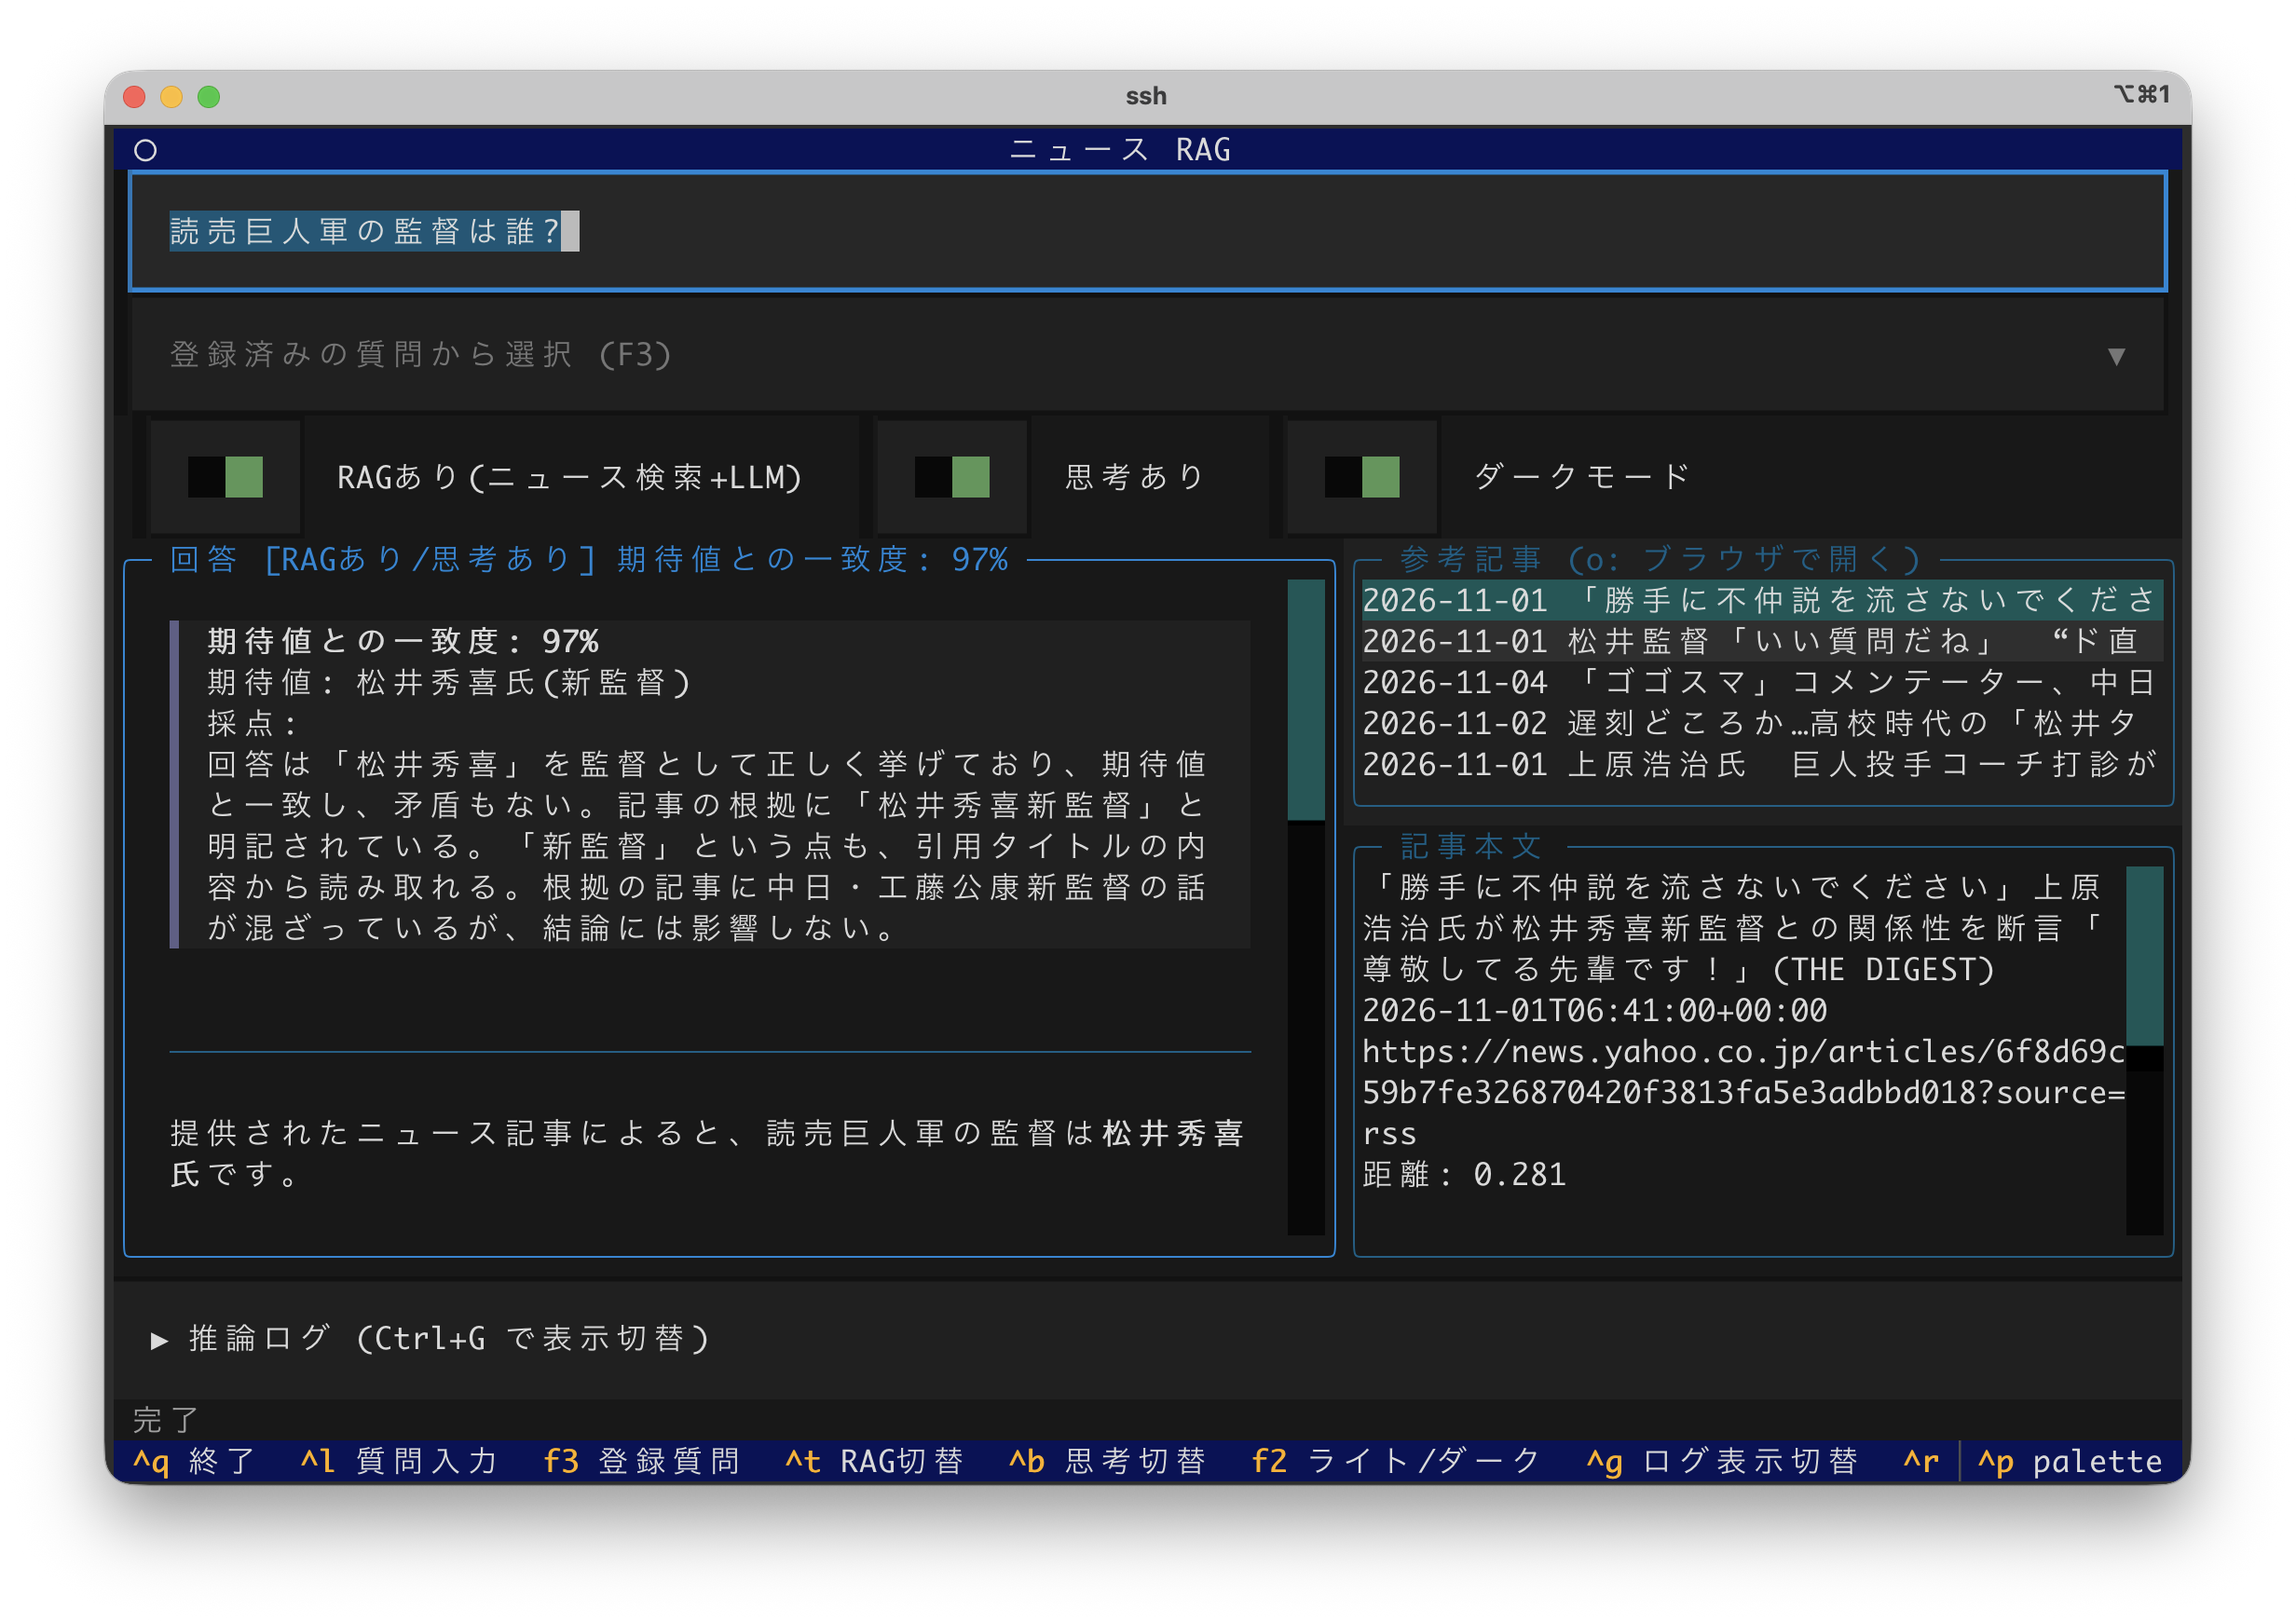 ssh
⌥⌘1
○ ニュース RAG
読売巨人軍の監督は誰?
登録済みの質問から選択 (F3) ▼
RAGあり(ニュース検索+LLM) 思考あり ダークモード
回答 [RAGあり/思考あり] 期待値との一致度: 97%
期待値との一致度: 97%
期待値: 松井秀喜氏(新監督)
採点:
回答は「松井秀喜」を監督として正しく挙げており、期待値
と一致し、矛盾もない。記事の根拠に「松井秀喜新監督」と
明記されている。「新監督」という点も、引用タイトルの内
容から読み取れる。根拠の記事に中日・工藤公康新監督の話
が混ざっているが、結論には影響しない。
提供されたニュース記事によると、読売巨人軍の監督は松井秀喜
氏です。
参考記事 (o: ブラウザで開く)
2026-11-01 「勝手に不仲説を流さないでくださ
2026-11-01 松井監督「いい質問だね」 “ド直
2026-11-04 「ゴゴスマ」コメンテーター、中日
2026-11-02 遅刻どころか…高校時代の「松井タ
2026-11-01 上原浩治氏 巨人投手コーチ打診が
記事本文
「勝手に不仲説を流さないでください」上原
浩治氏が松井秀喜新監督との関係性を断言「
尊敬してる先輩です!」(THE DIGEST)
2026-11-01T06:41:00+00:00
https://news.yahoo.co.jp/articles/6f8d69c
59b7fe326870420f3813fa5e3adbbd018?source=
rss
距離: 0.281
▶ 推論ログ (Ctrl+G で表示切替)
完了
^q 終了 ^l 質問入力 f3 登録質問 ^t RAG切替 ^b 思考切替 f2 ライト/ダーク ^g ログ表示切替 ^r ^p palette